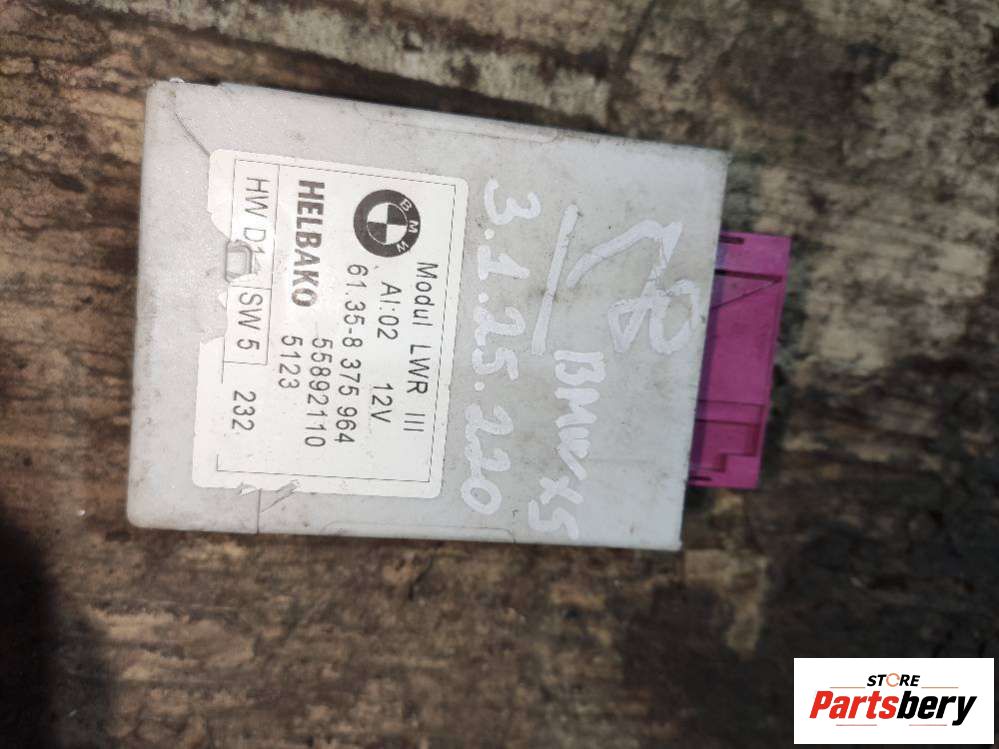 BMW
Modul LWR III
AI:02 12V
61.35-8 375 964
HELBAKO 55892110
5123
HW D1 SW 5 232
BMW X5
3.1.25.220
STORE
Partsbery